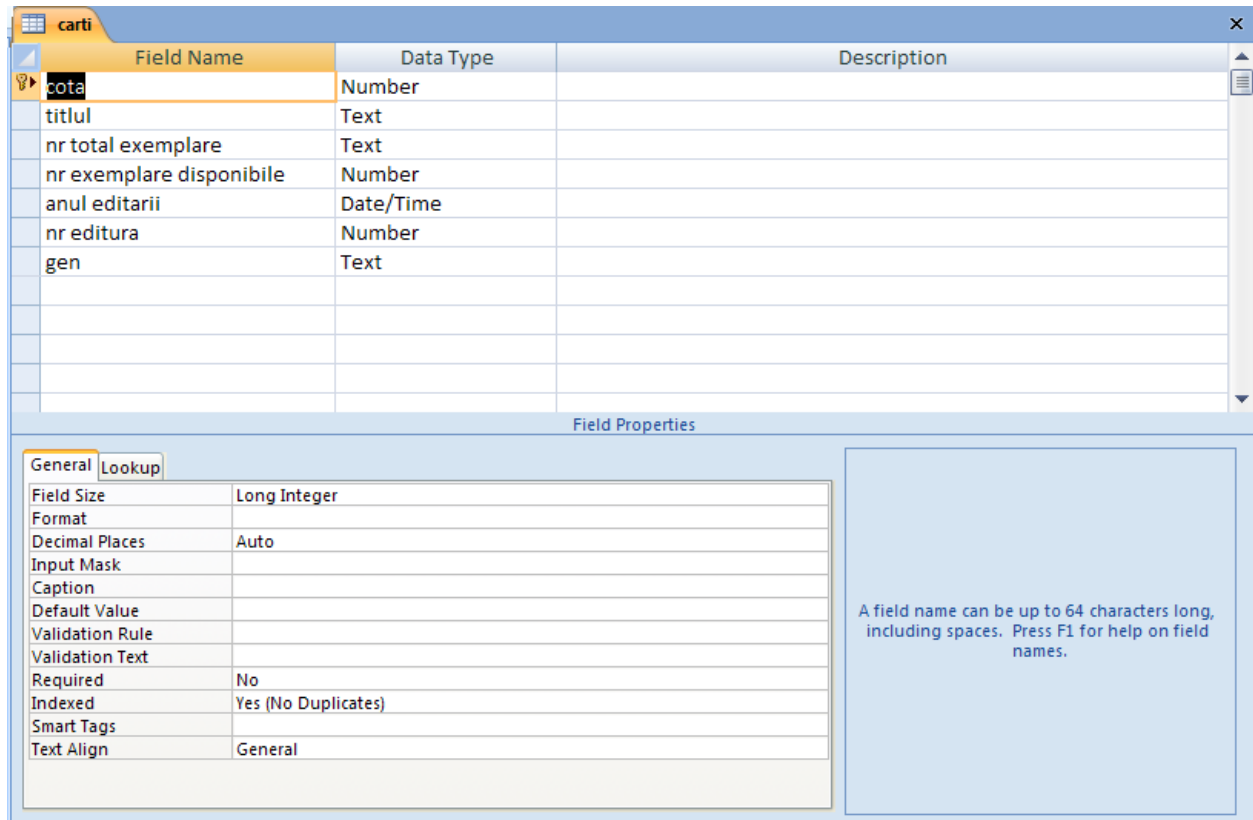 carti
Field Name Data Type Description
cota Number
titlul Text
nr total exemplare Text
nr exemplare disponibile Number
anul editarii Date/Time
nr editura Number
gen Text
Field Properties
General Lookup
Field Size Long Integer
Format
Decimal Places Auto
Input Mask
Caption
Default Value
Validation Rule
Validation Text
Required No
Indexed Yes (No Duplicates)
Smart Tags
Text Align General
A field name can be up to 64 characters long,
including spaces. Press F1 for help on field
names.